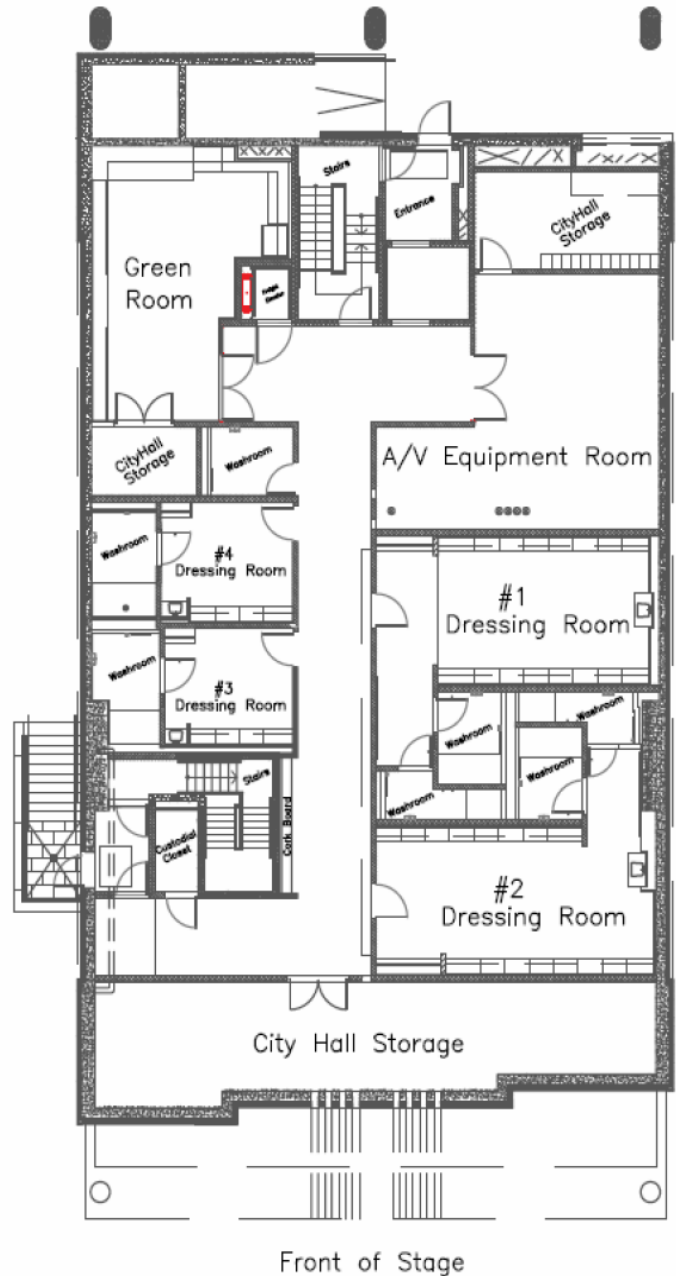 Stairs
Entrance
CityHall
Storage
Green
Room
Freight
Elevator
CityHall
Storage
Washroom
A/V Equipment Room
Washroom
#4
Dressing Room
#1
Dressing Room
Washroom
#3
Dressing Room
Washroom
Washroom
Washroom
Washroom
Stairs
Cork Board
Custodial
Closet
#2
Dressing Room
City Hall Storage
Front of Stage